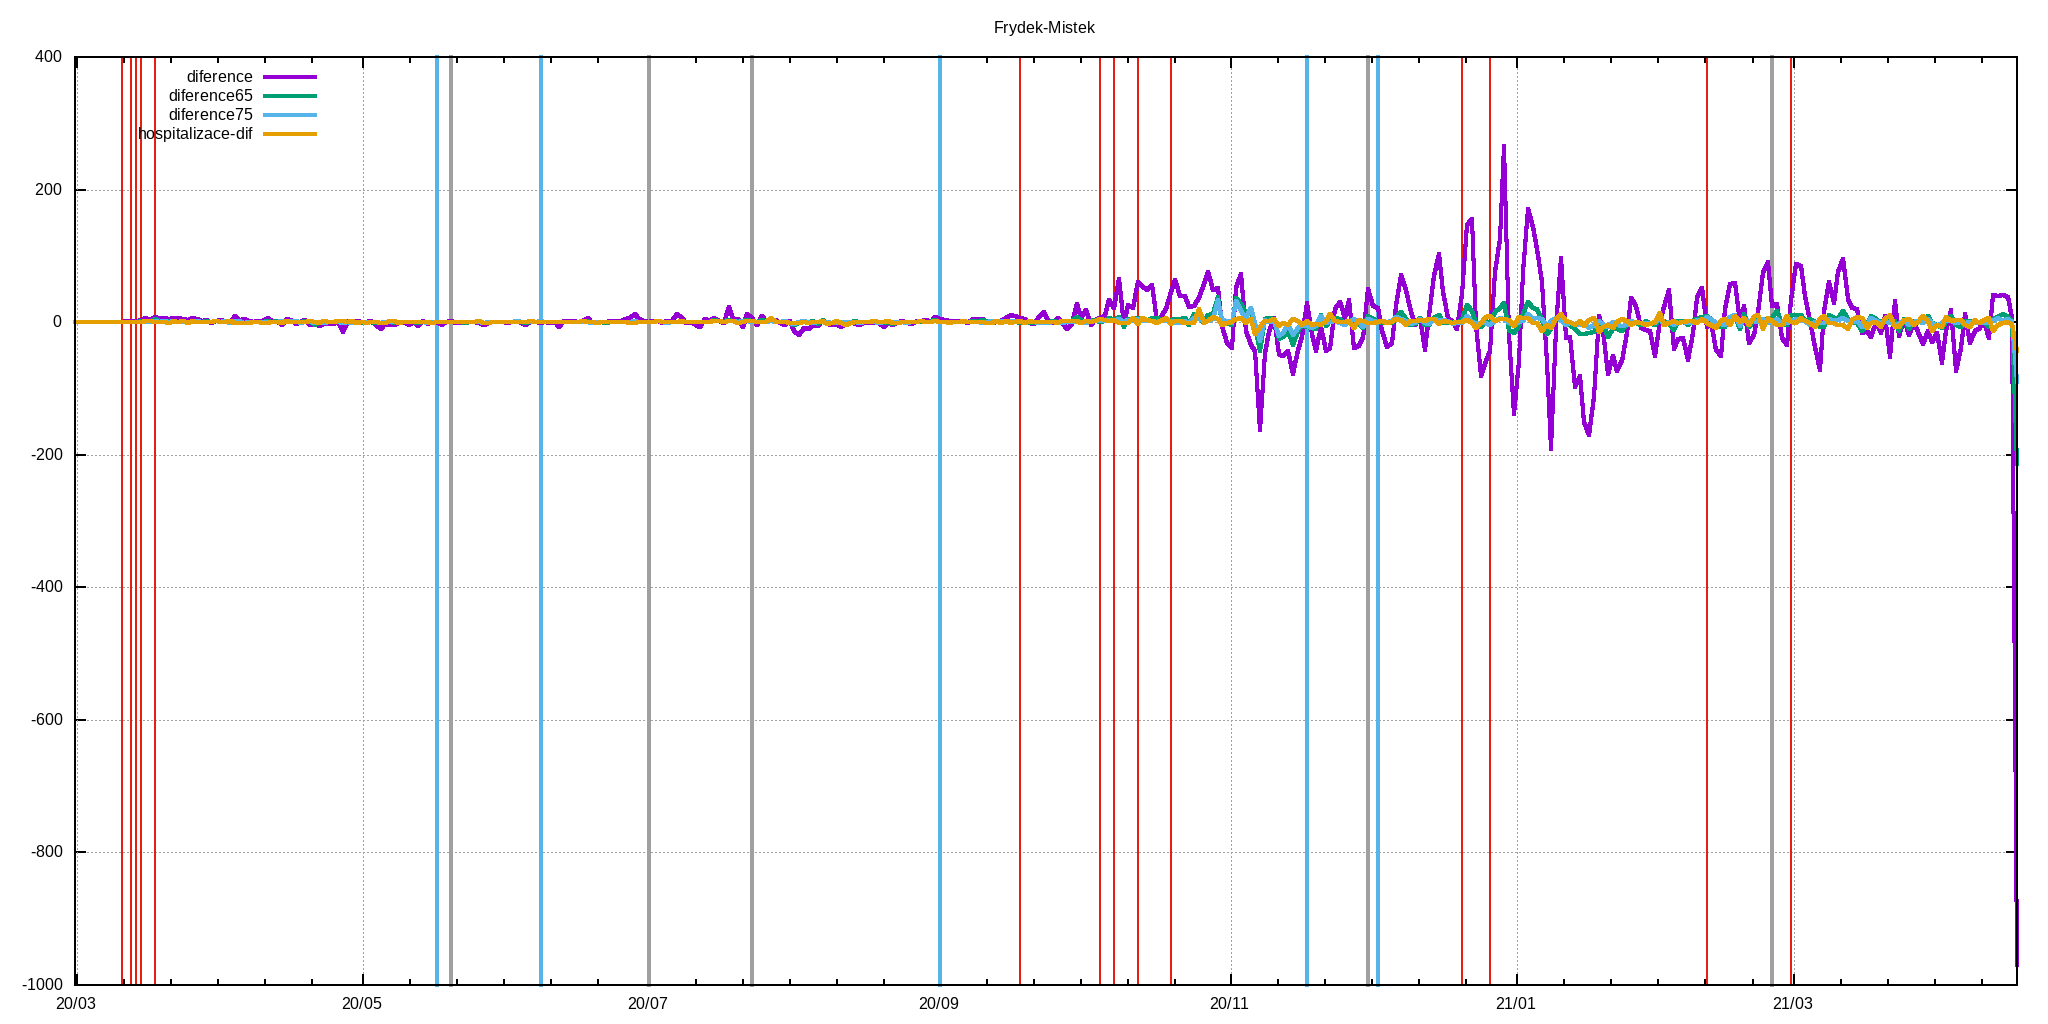 Frydek-Mistek
400
diference
diference65
diference75
hospitalizace-dif
200
0
-200
-400
-600
-800
-1000
20/03 20/05 20/07 20/09 20/11 21/01 21/03